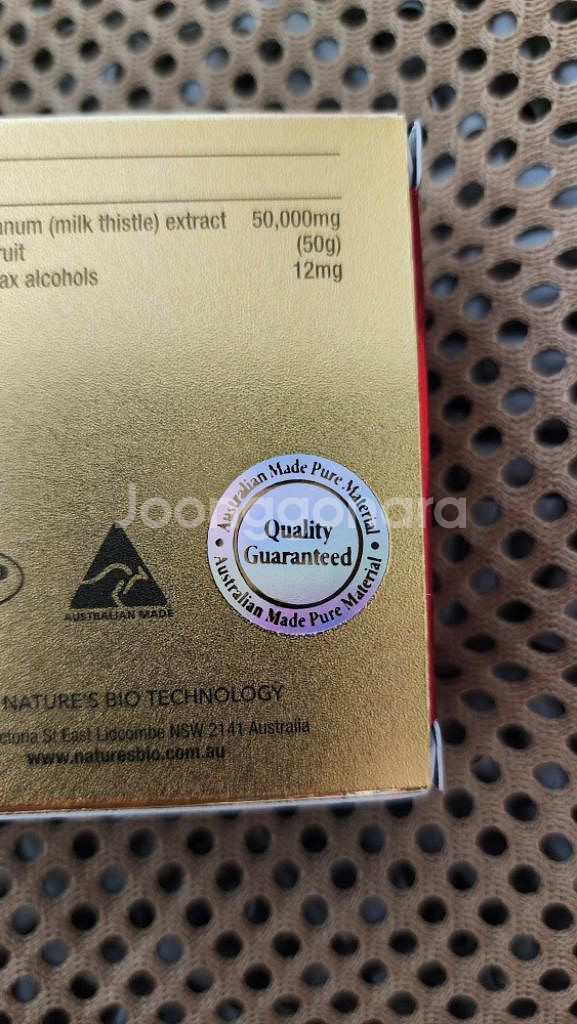 anum (milk thistle) extract 50,000mg
ruit (50g)
ax alcohols 12mg
Joonggonara
Australian Made Pure Material
Quality
Guaranteed
Australian Made Pure Material
AUSTRALIAN MADE
NATURE'S BIO TECHNOLOGY
ctoria St East Lidcombe NSW 2141 Australia
www.naturesbio.com.au